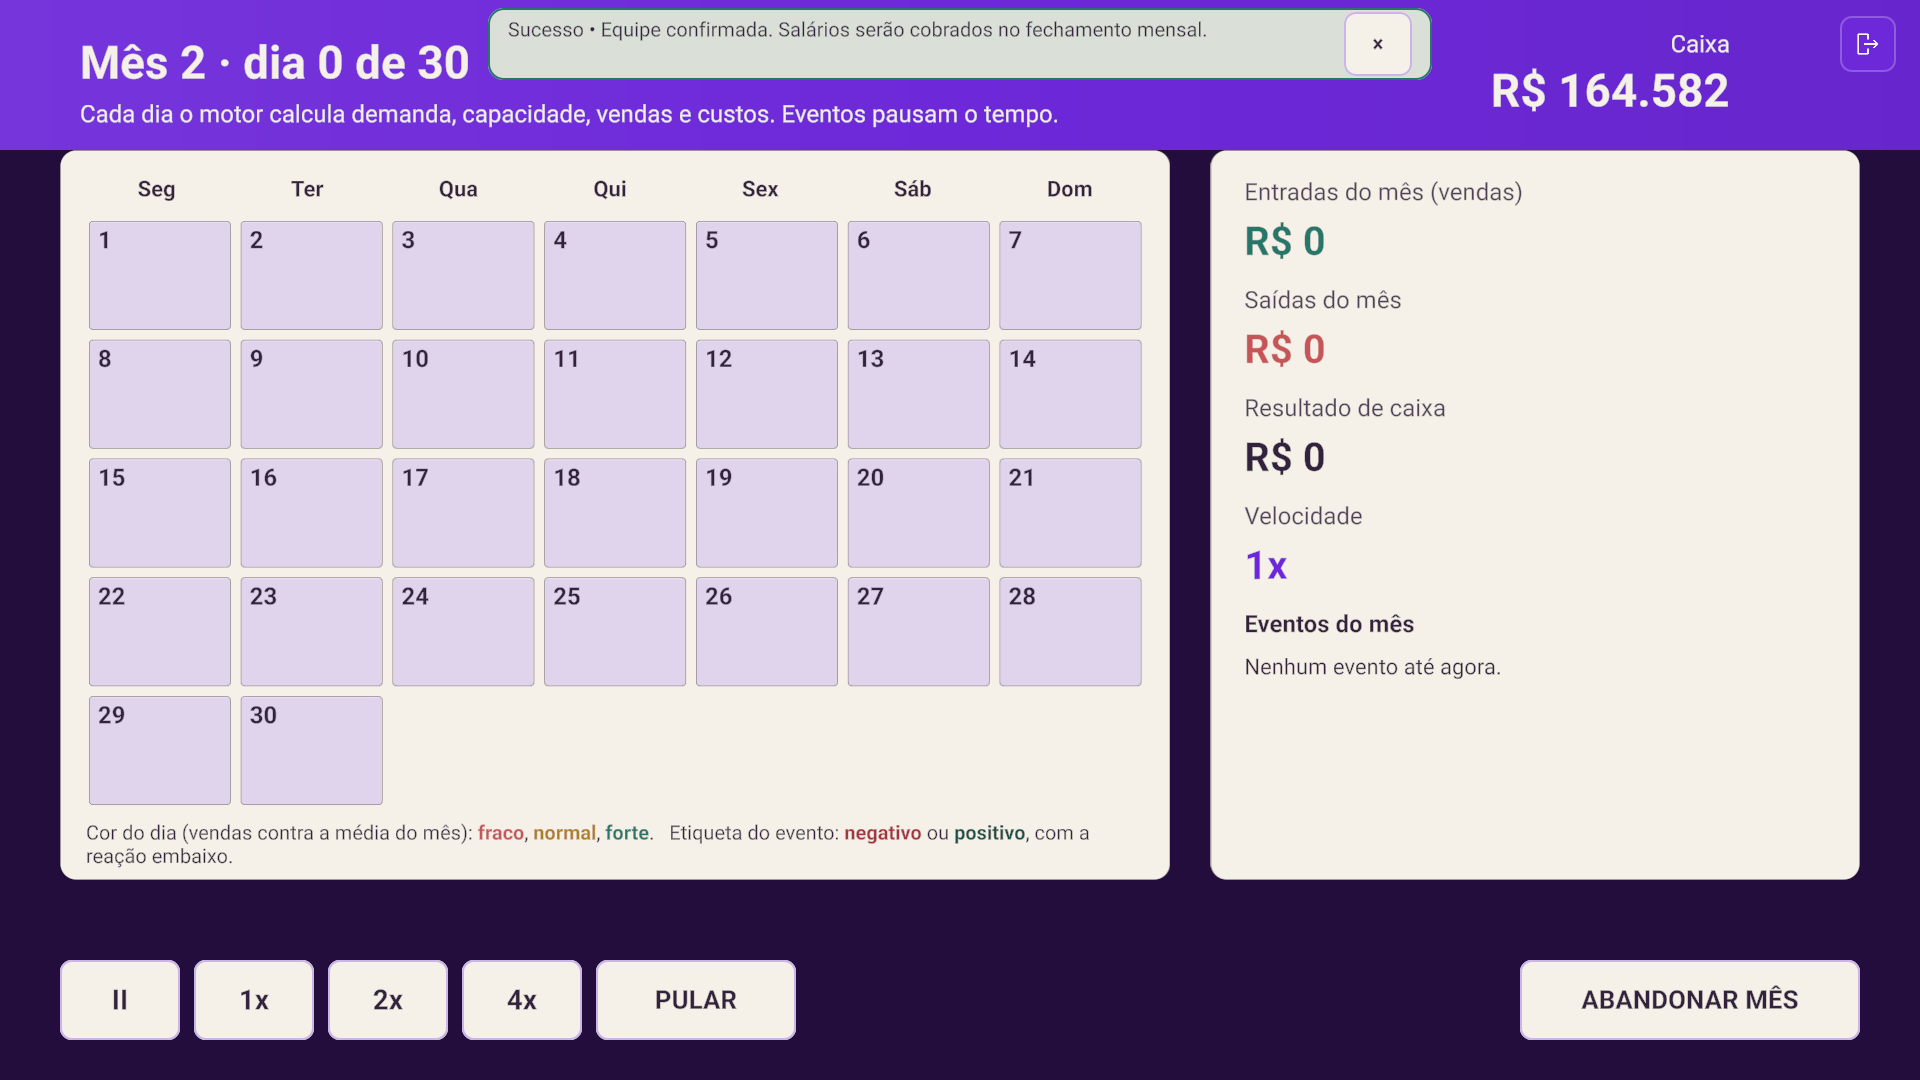 Mês 2 · dia 0 de 30
Sucesso • Equipe confirmada. Salários serão cobrados no fechamento mensal.
×
Caixa
R$ 164.582
Cada dia o motor calcula demanda, capacidade, vendas e custos. Eventos pausam o tempo.
Seg Ter Qua Qui Sex Sáb Dom
1 2 3 4 5 6 7
8 9 10 11 12 13 14
15 16 17 18 19 20 21
22 23 24 25 26 27 28
29 30
Cor do dia (vendas contra a média do mês): fraco, normal, forte. Etiqueta do evento: negativo ou positivo, com a
reação embaixo.
Entradas do mês (vendas)
R$ 0
Saídas do mês
R$ 0
Resultado de caixa
R$ 0
Velocidade
1x
Eventos do mês
Nenhum evento até agora.
II 1x 2x 4x PULAR
ABANDONAR MÊS